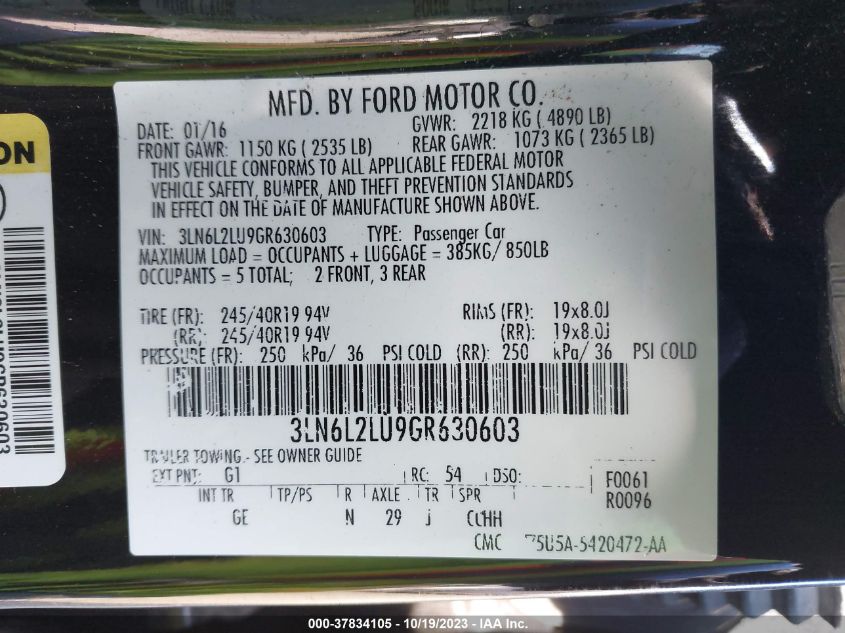 MFD. BY FORD MOTOR CO.
DATE: 01/16 GVWR: 2218 KG ( 4890 LB)
FRONT GAWR: 1150 KG ( 2535 LB) REAR GAWR: 1073 KG ( 2365 LB)
THIS VEHICLE CONFORMS TO ALL APPLICABLE FEDERAL MOTOR
VEHICLE SAFETY, BUMPER, AND THEFT PREVENTION STANDARDS
IN EFFECT ON THE DATE OF MANUFACTURE SHOWN ABOVE.
VIN: 3LN6L2LU9GR630603 TYPE: Passenger Car
MAXIMUM LOAD = OCCUPANTS + LUGGAGE = 385KG/ 850LB
OCCUPANTS = 5 TOTAL; 2 FRONT, 3 REAR
TIRE (FR): 245/40R19 94V RIMS (FR): 19x8.0J
(RR): 245/40R19 94V (RR): 19x8.0J
PRESSURE (FR): 250 kPa/ 36 PSI COLD (RR): 250 kPa/ 36 PSI COLD
3LN6L2LU9GR630603
TRAILER TOWING - SEE OWNER GUIDE
EXT PNT: G1 RC: 54 DSO: F0061
INT TR TP/PS R AXLE TR SPR R0096
GE N 29 J
CMC
ON
000-37834105 - 10/19/2023 - IAA Inc.